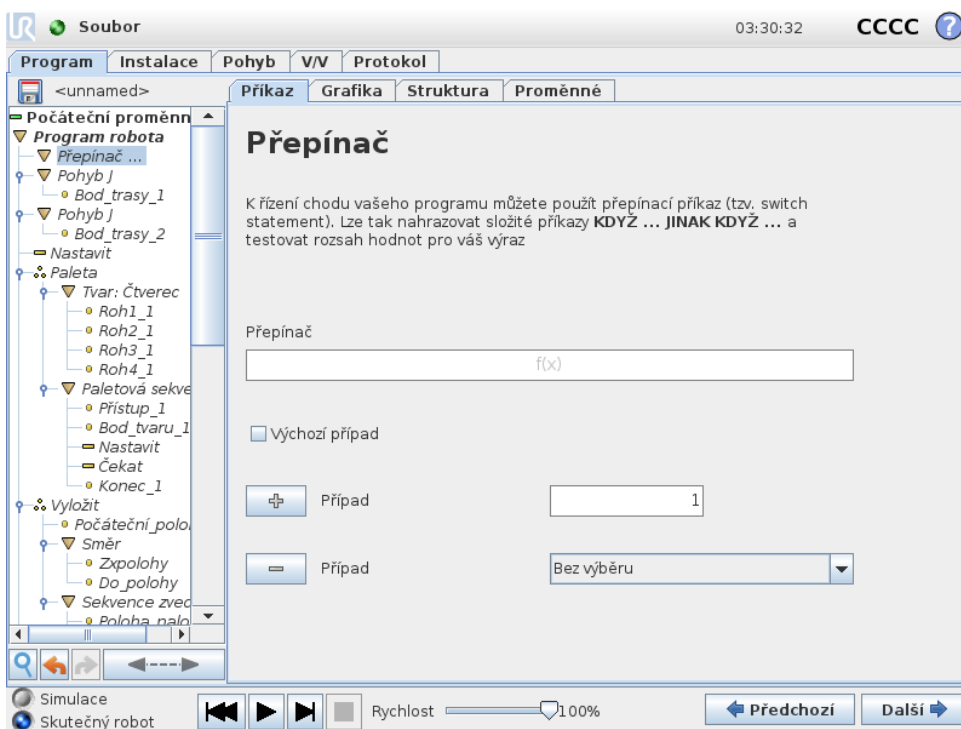 UR Soubor 03:30:32 CCCC ?
Program Instalace Pohyb V/V Protokol
<unnamed> Příkaz Grafika Struktura Proměnné
Počáteční proměnn
Program robota
Přepínač ...
Pohyb J
Bod_trasy_1
Pohyb J
Bod_trasy_2
Nastavit
Paleta
Tvar: Čtverec
Roh1_1
Roh2_1
Roh3_1
Roh4_1
Paletová sekve
Přístup_1
Bod_tvaru_1
Nastavit
Čekat
Konec_1
Vyložit
Počáteční_polo
Směr
Zxpolohy
Do_polohy
Sekvence zved
Poloha_nalo
Přepínač
K řízení chodu vašeho programu můžete použít přepínací příkaz (tzv. switch
statement). Lze tak nahrazovat složité příkazy KDYŽ ... JINAK KDYŽ ... a
testovat rozsah hodnot pro váš výraz
Přepínač
f(x)
Výchozí případ
Případ 1
Případ Bez výběru
Simulace
Skutečný robot
Rychlost 100%
Předchozí Další